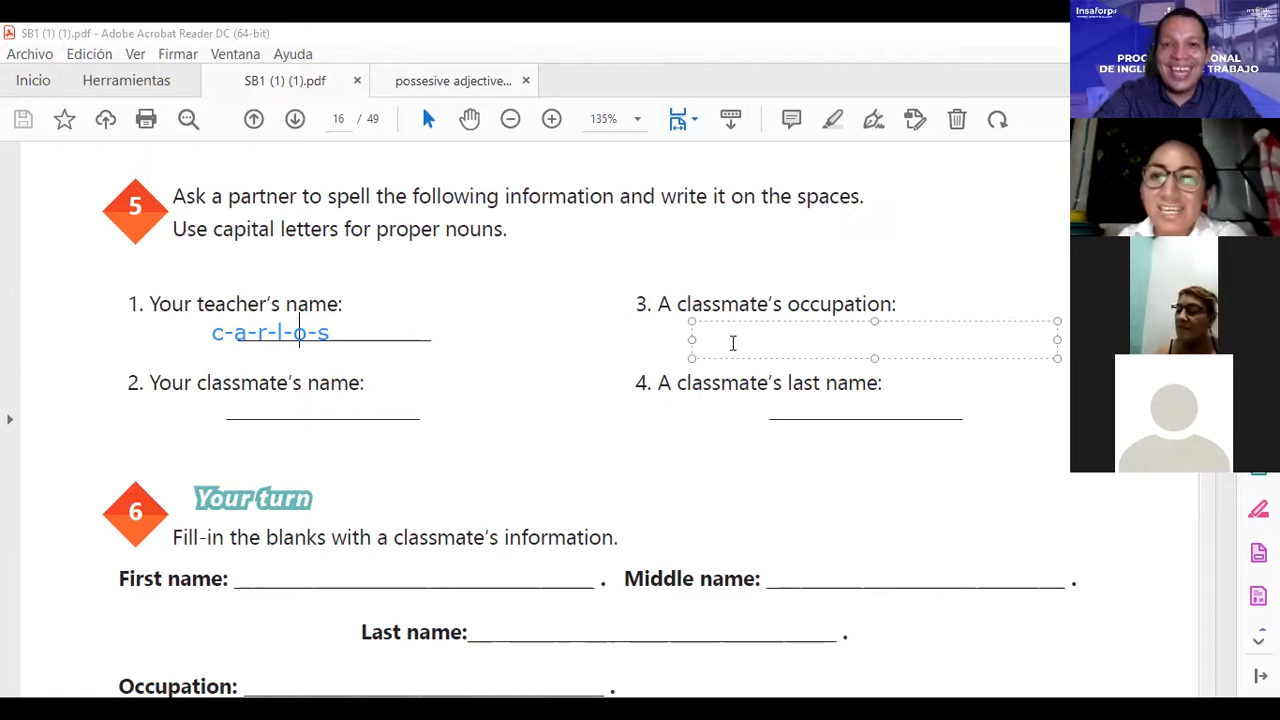 SB1 (1) (1).pdf - Adobe Acrobat Reader DC (64-bit)
Archivo Edición Ver Firmar Ventana Ayuda
Inicio Herramientas SB1 (1) (1).pdf × possesive adjective... ×
16 / 49 135%
5 Ask a partner to spell the following information and write it on the spaces.
Use capital letters for proper nouns.
1. Your teacher's name:
c-a-r-l-o-s
2. Your classmate's name:
3. A classmate's occupation:
4. A classmate's last name:
6 Your turn
Fill-in the blanks with a classmate's information.
First name: . Middle name: .
Last name: .
Occupation: .
Insaforp